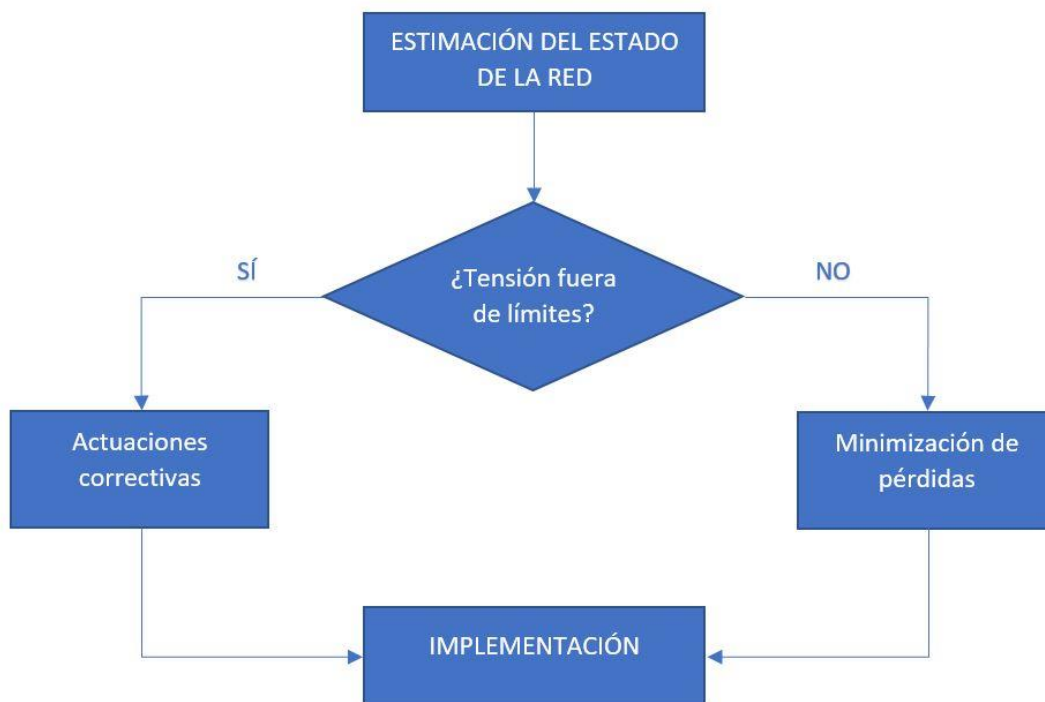 ESTIMACIÓN DEL ESTADO
DE LA RED
¿Tensión fuera
de límites?
SÍ
NO
Actuaciones
correctivas
Minimización de
pérdidas
IMPLEMENTACIÓN